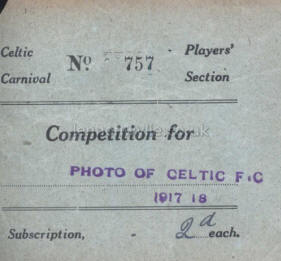 Celtic Nº 757 - Players'
Carnival Section
Competition for
PHOTO OF CELTIC F.C
1917 18
Subscription, - 2d each.